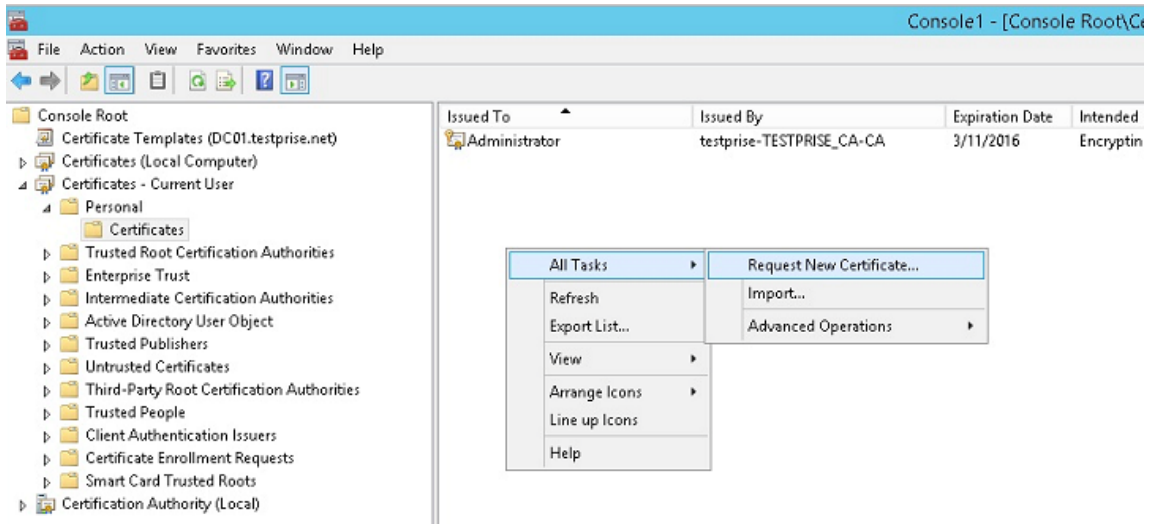 Console1 - [Console Root\Ce
File Action View Favorites Window Help
Console Root
Certificate Templates (DC01.testprise.net)
Certificates (Local Computer)
Certificates - Current User
Personal
Certificates
Trusted Root Certification Authorities
Enterprise Trust
Intermediate Certification Authorities
Active Directory User Object
Trusted Publishers
Untrusted Certificates
Third-Party Root Certification Authorities
Trusted People
Client Authentication Issuers
Certificate Enrollment Requests
Smart Card Trusted Roots
Certification Authority (Local)
Issued To Issued By Expiration Date Intended
Administrator testprise-TESTPRISE_CA-CA 3/11/2016 Encryptin
All Tasks
Refresh
Export List...
View
Arrange Icons
Line up Icons
Help
Request New Certificate...
Import...
Advanced Operations